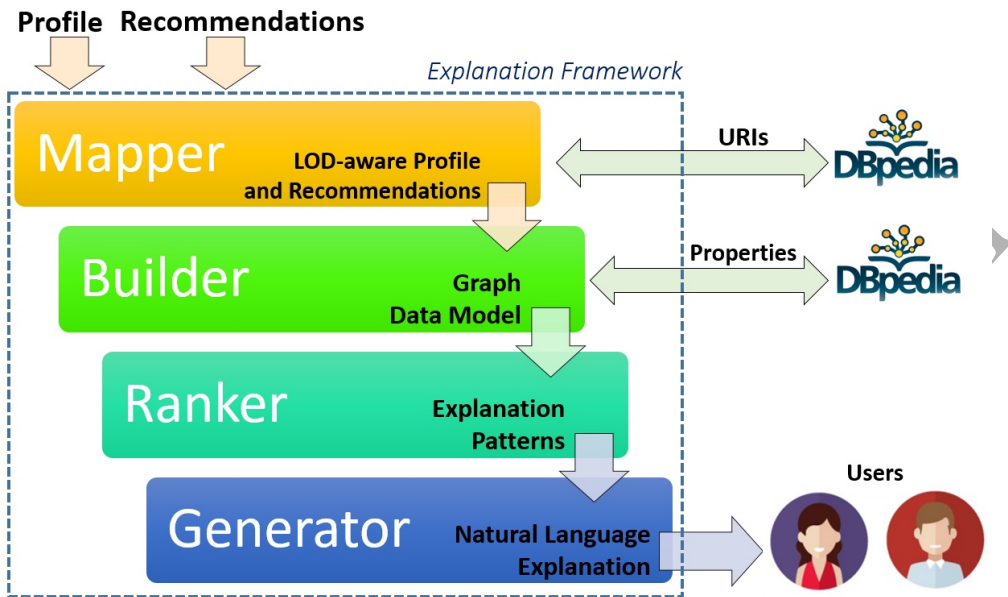 Profile Recommendations
Explanation Framework
Mapper
LOD-aware Profile
and Recommendations
URIs
DBpedia
Builder
Graph
Data Model
Properties
DBpedia
Ranker
Explanation
Patterns
Generator
Natural Language
Explanation
Users